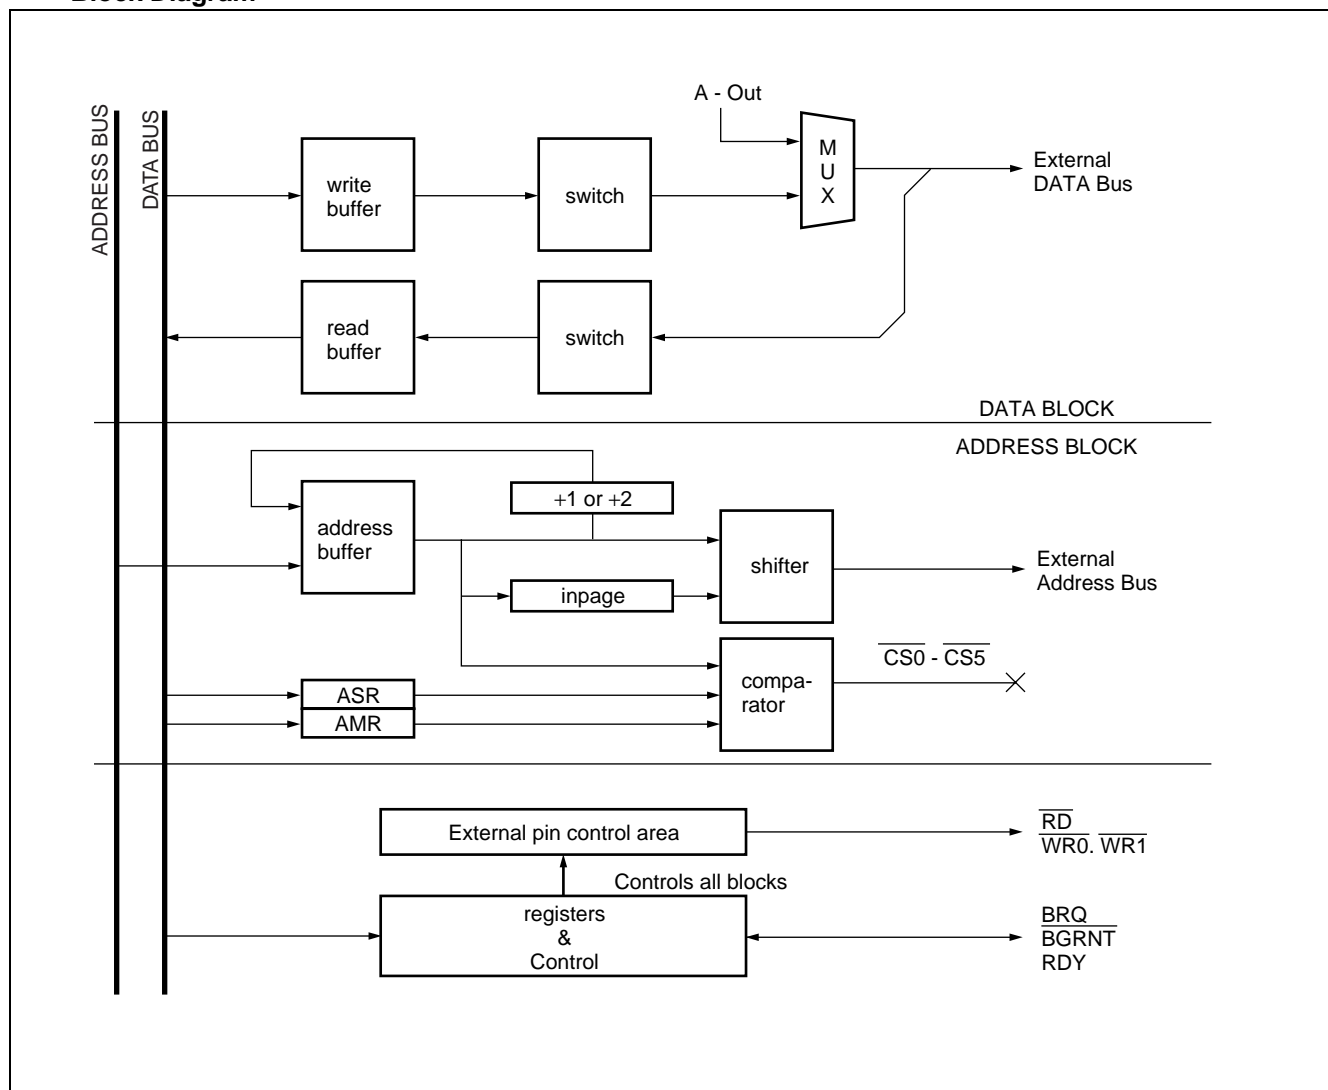 Block Diagram
ADDRESS BUS
DATA BUS
A - Out
write
buffer
switch
M
U
X
External
DATA Bus
read
buffer
switch
DATA BLOCK
ADDRESS BLOCK
+1 or +2
address
buffer
shifter
External
Address Bus
inpage
CS0 - CS5
compa-
rator
ASR
AMR
External pin control area
RD
WR0. WR1
Controls all blocks
registers
&
Control
BRQ
BGRNT
RDY